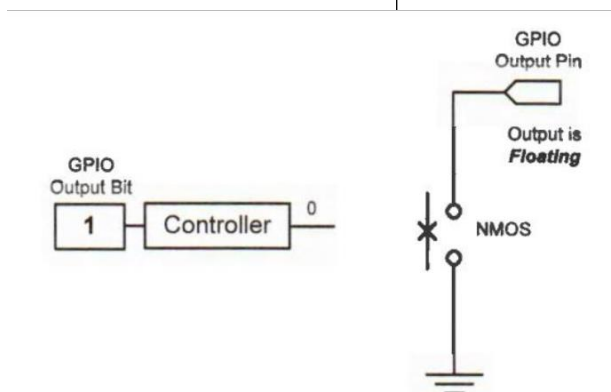 GPIO
Output Pin
Output is
Floating
GPIO
Output Bit
1
Controller
0
NMOS